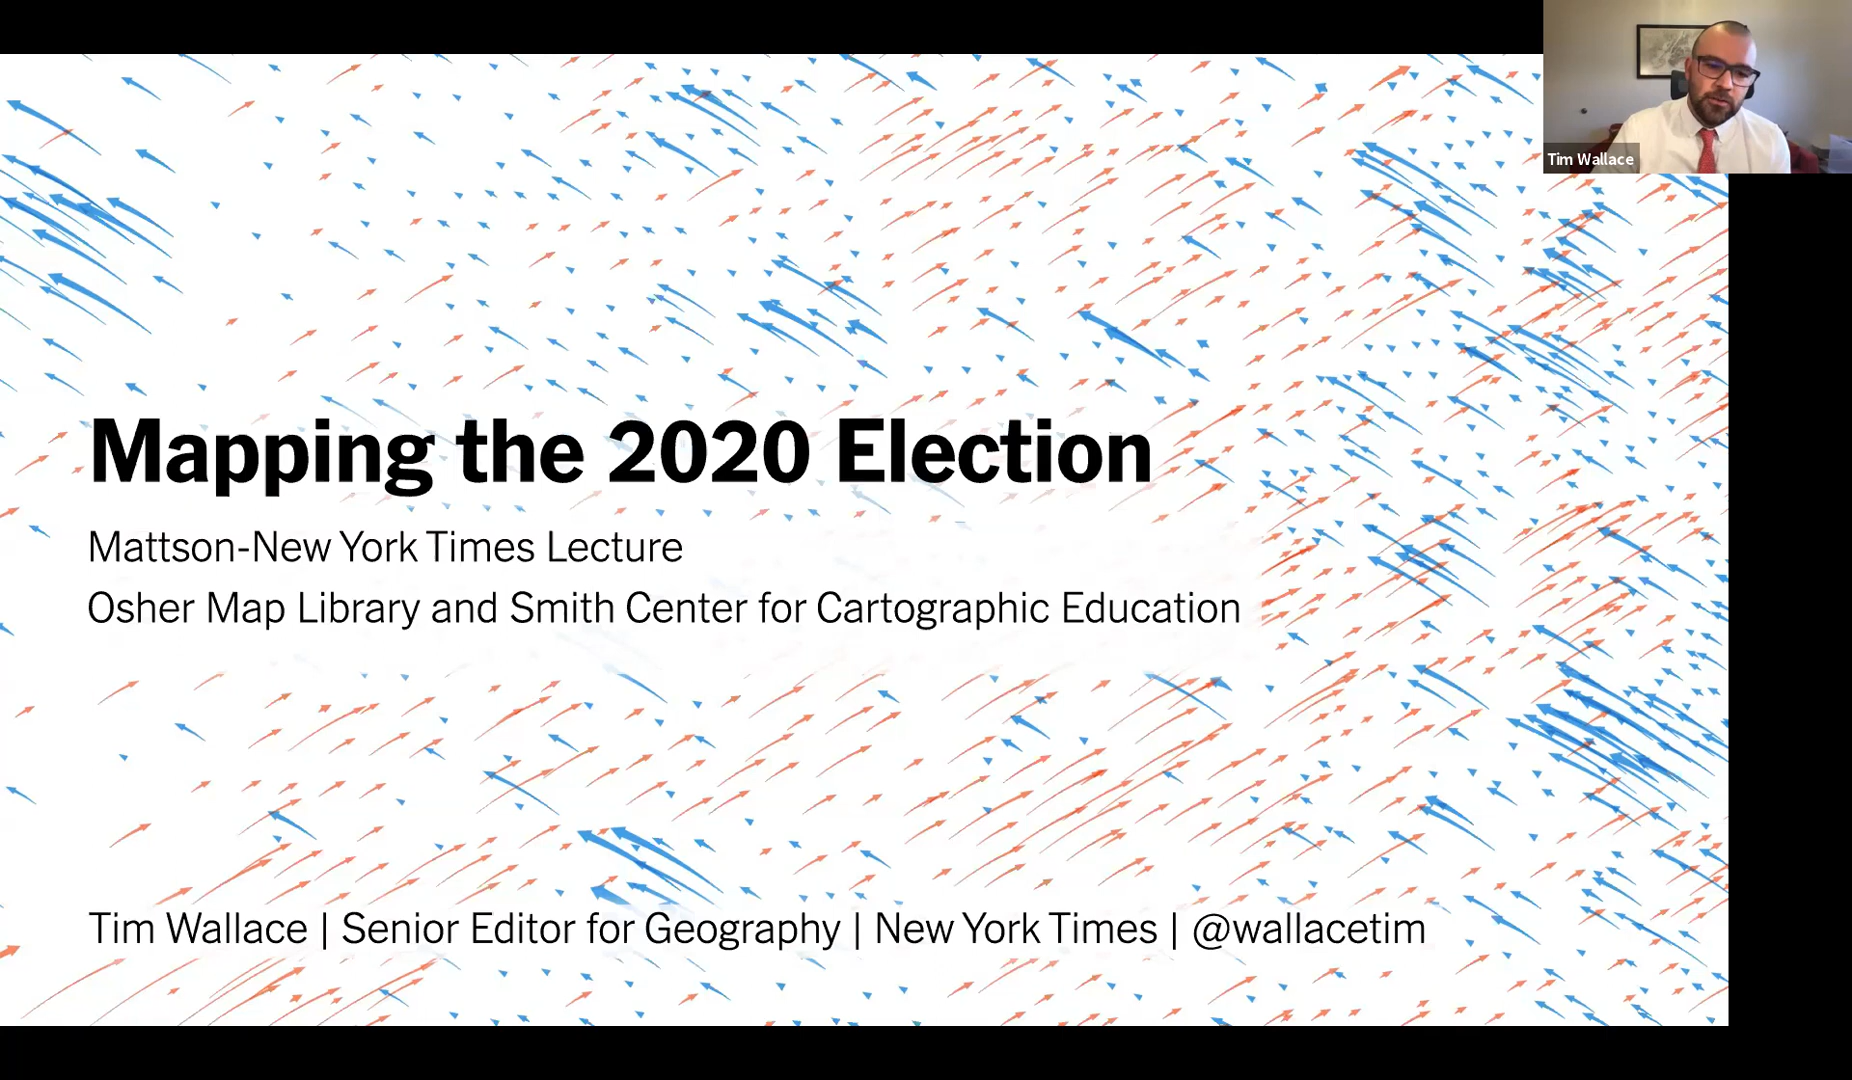 Tim Wallace
Mapping the 2020 Election
Mattson-New York Times Lecture
Osher Map Library and Smith Center for Cartographic Education
Tim Wallace | Senior Editor for Geography | New York Times | @wallacetim